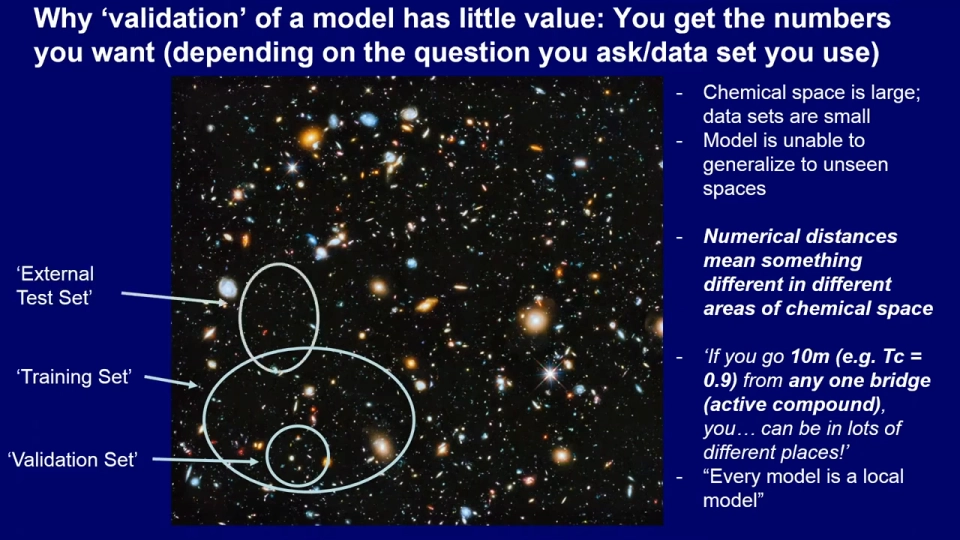 Why ‘validation’ of a model has little value: You get the numbers
you want (depending on the question you ask/data set you use)
- Chemical space is large;
data sets are small
- Model is unable to
generalize to unseen
spaces
- Numerical distances
mean something
different in different
areas of chemical space
- ‘If you go 10m (e.g. Tc =
0.9) from any one bridge
(active compound),
you… can be in lots of
different places!’
- “Every model is a local
model”
‘External
Test Set’
‘Training Set’
‘Validation Set’